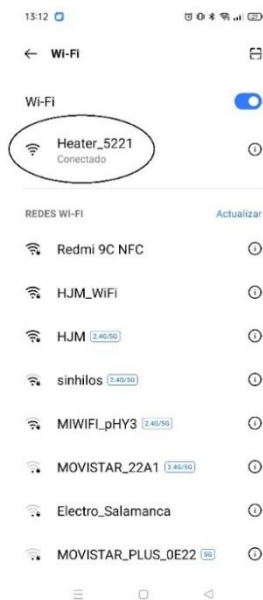 13:12
Wi-Fi
Wi-Fi
Heater_5221
Conectado
REDES WI-FI Actualizar
Redmi 9C NFC
HJM_WiFi
HJM 2.4G/5G
sinhilos 2.4G/5G
MIWIFI_pHY3 2.4G/5G
MOVISTAR_22A1 2.4G/5G
Electro_Salamanca
MOVISTAR_PLUS_0E22 5G